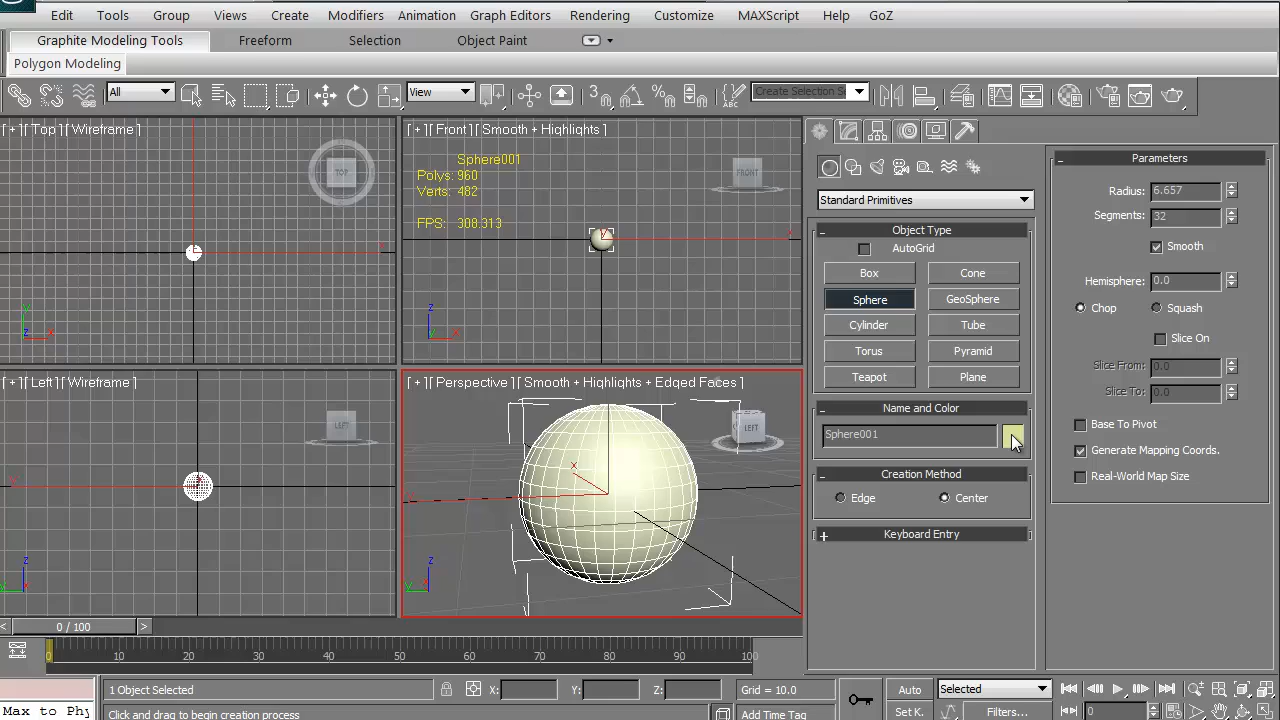 Edit Tools Group Views Create Modifiers Animation Graph Editors Rendering Customize MAXScript Help GoZ
Graphite Modeling Tools Freeform Selection Object Paint
Polygon Modeling
All View Create Selection Se
[ + ] [ Top ] [ Wireframe ]
TOP
[ + ] [ Front ] [ Smooth + Highlights ]
Sphere001
Polys: 960
Verts: 482
FPS: 308.313
FRONT
[ + ] [ Left ] [ Wireframe ]
LEFT
[ + ] [ Perspective ] [ Smooth + Highlights + Edged Faces ]
LEFT
Standard Primitives
- Object Type
AutoGrid
Box Cone
Sphere GeoSphere
Cylinder Tube
Torus Pyramid
Teapot Plane
- Name and Color
Sphere001
- Creation Method
Edge Center
+ Keyboard Entry
- Parameters
Radius: 6.657
Segments: 32
Smooth
Hemisphere: 0.0
Chop Squash
Slice On
Slice From: 0.0
Slice To: 0.0
Base To Pivot
Generate Mapping Coords.
Real-World Map Size
< 0 / 100 >
0 10 20 30 40 50 60 70 80 90 100
1 Object Selected X: Y: Z: Grid = 10.0 Auto Selected
Max to Phy Click and drag to begin creation process Add Time Tag Set K. Filters... 0